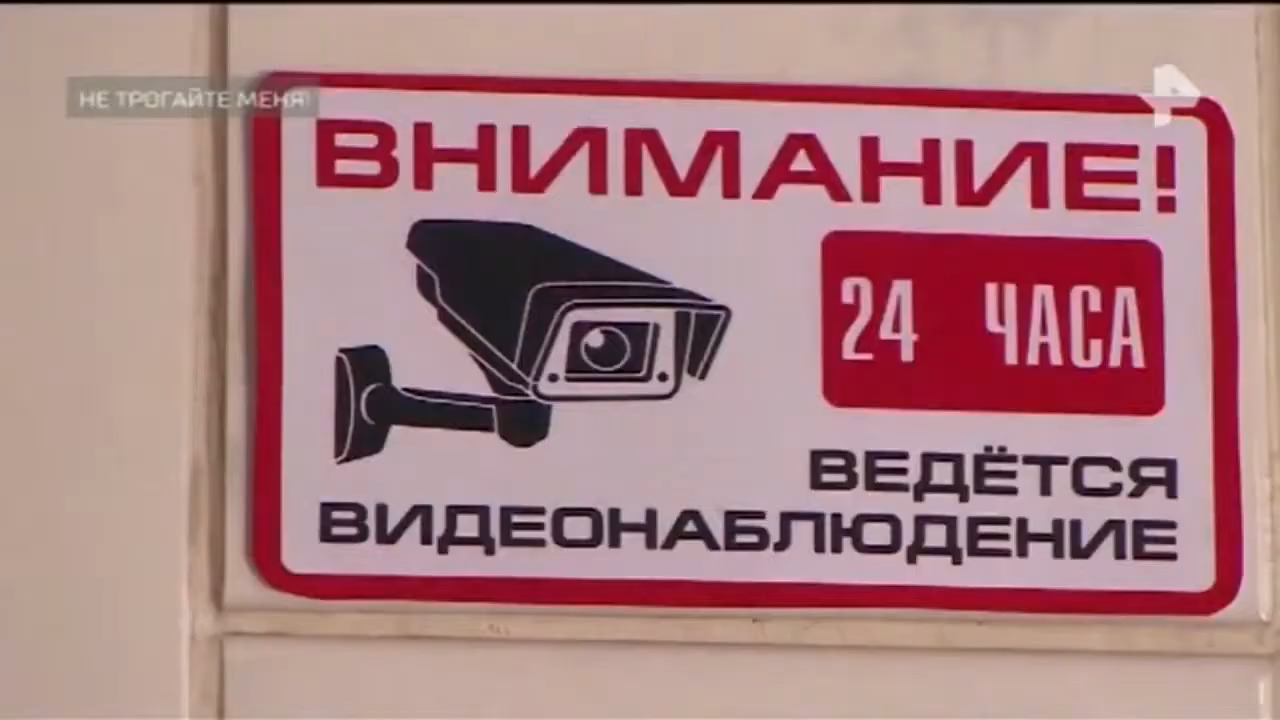 НЕ ТРОГАЙТЕ МЕНЯ!
ВНИМАНИЕ!
24 ЧАСА
ВЕДЁТСЯ
ВИДЕОНАБЛЮДЕНИЕ